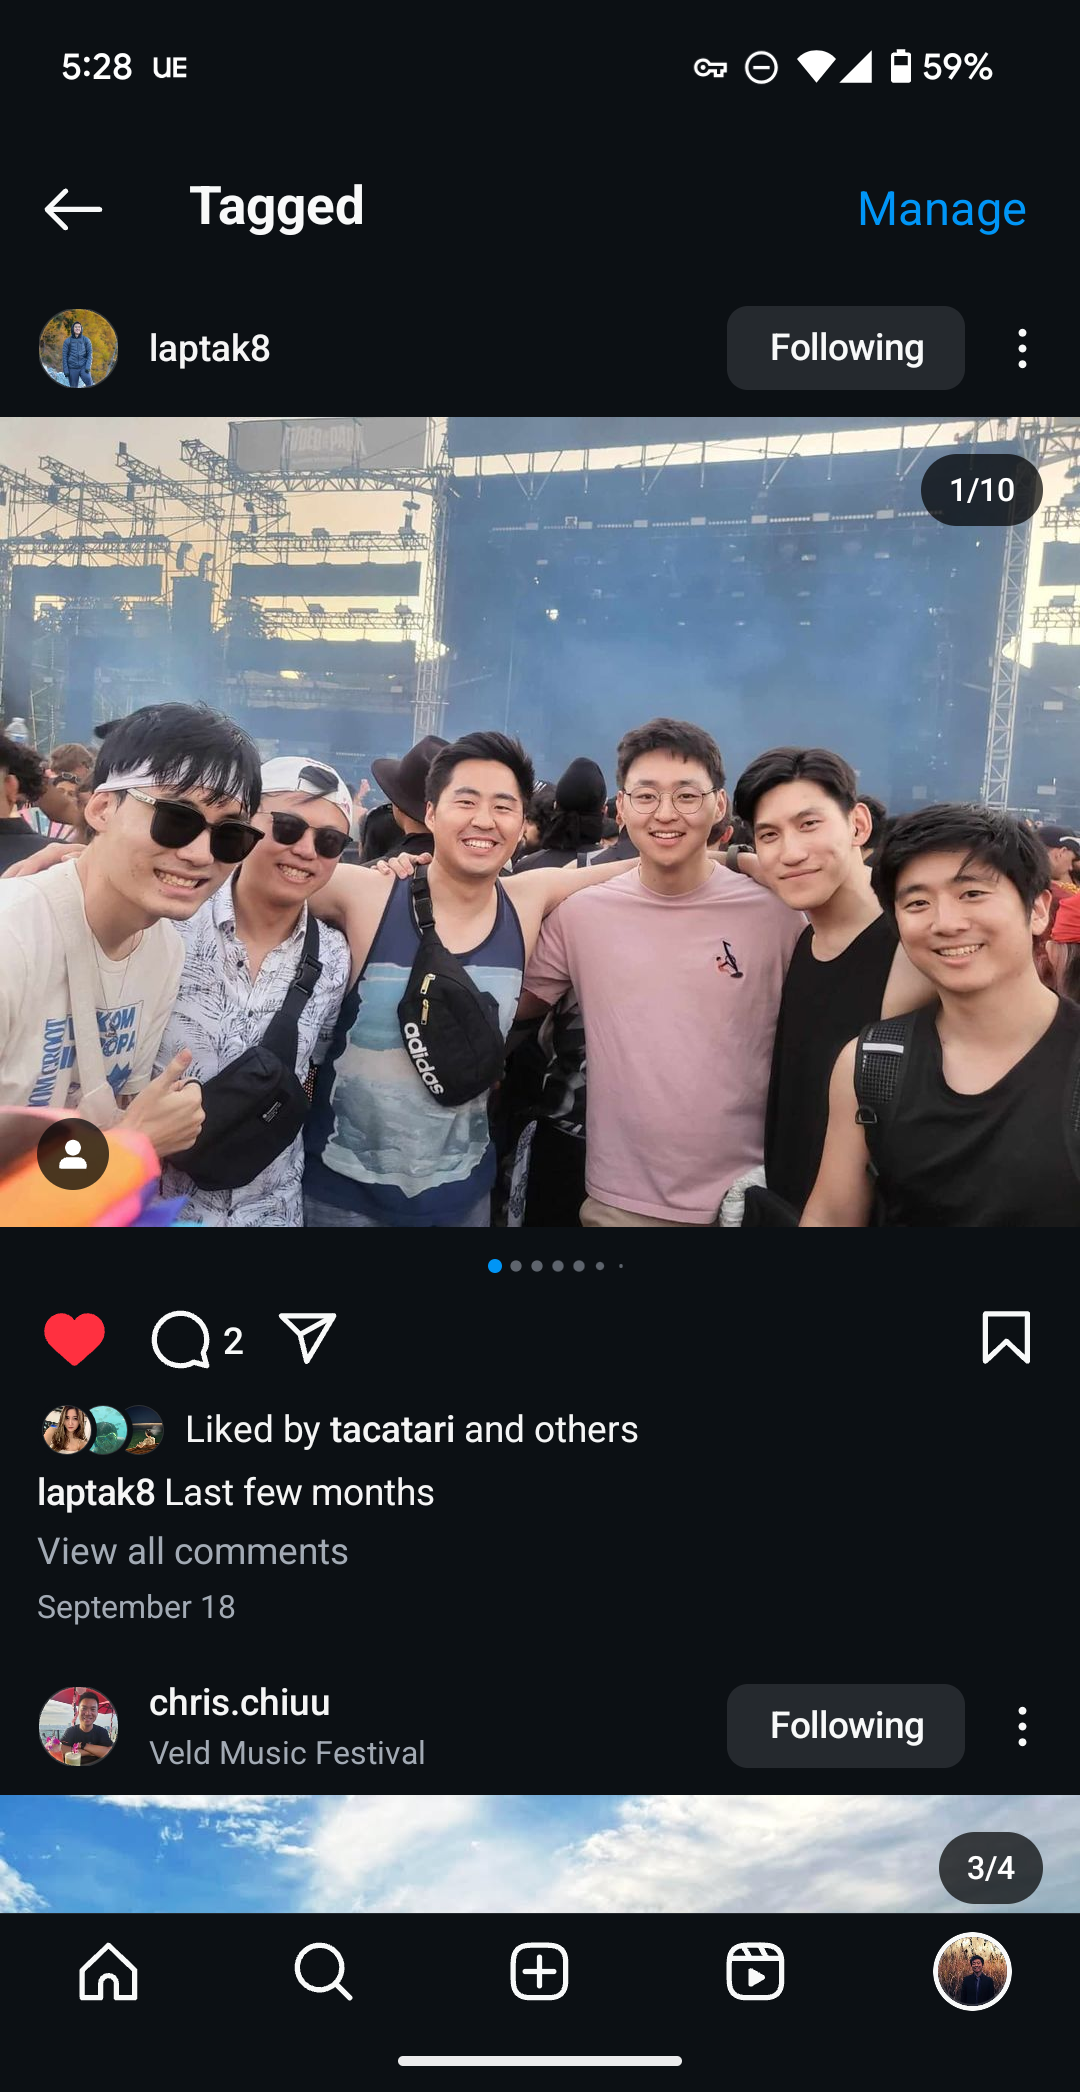 5:28 UE 59%
Tagged Manage
laptak8 Following
1/10
adidas
2
Liked by tacatari and others
laptak8 Last few months
View all comments
September 18
chris.chiuu Following
Veld Music Festival
3/4